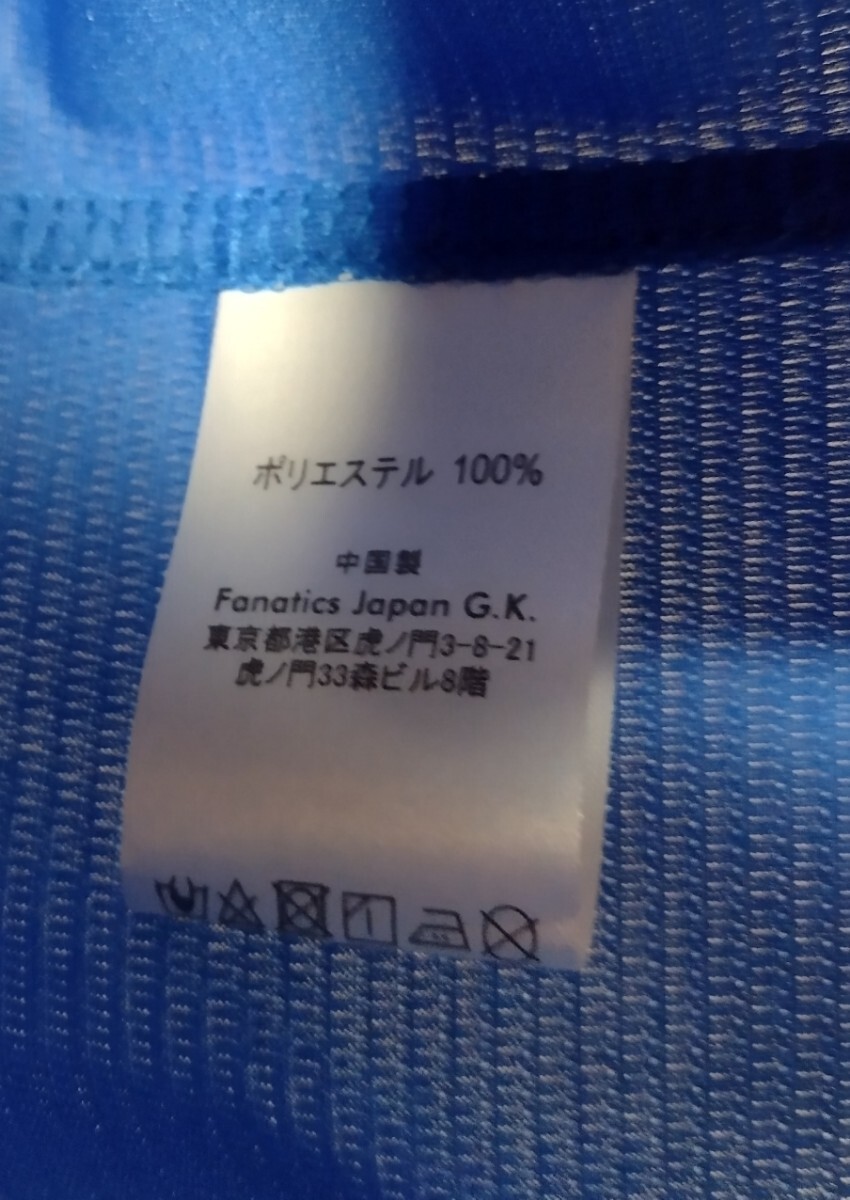 ポリエステル 100%
中国製
Fanatics Japan G.K.
東京都港区虎ノ門3-8-21
虎ノ門33森ビル8階